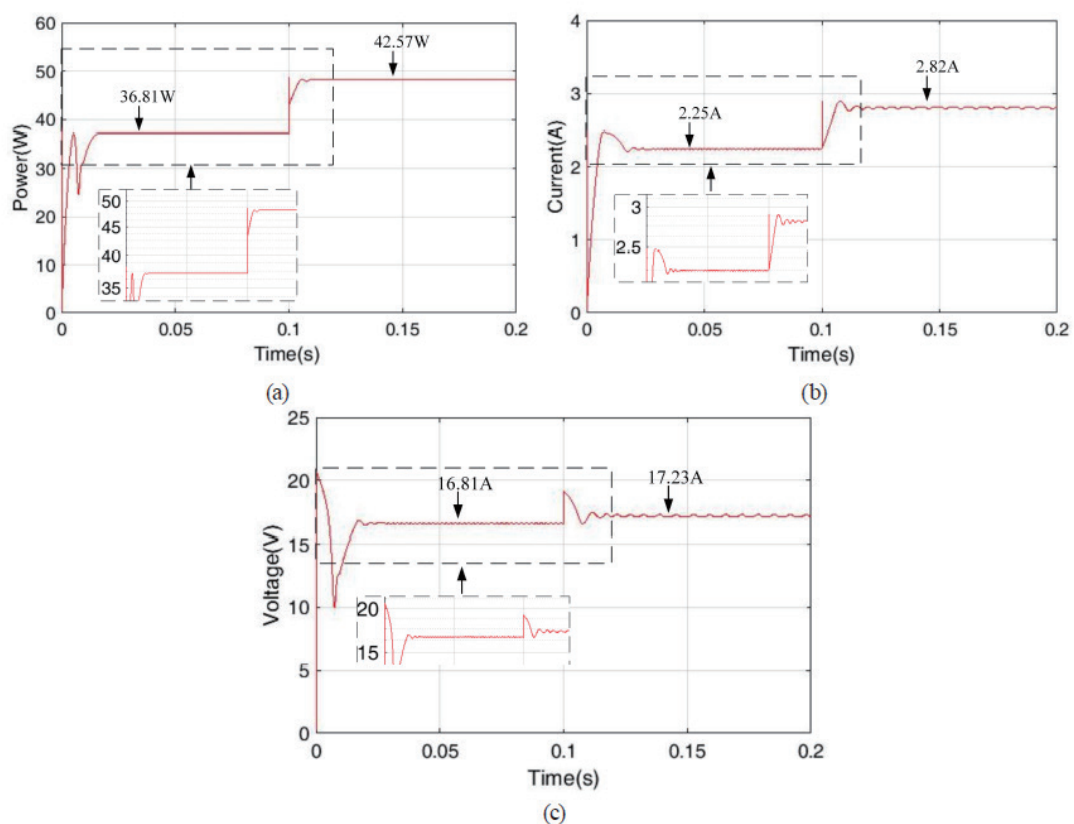 60
50
40
30
20
10
0
Power(W)
42.57W
36.81W
50
45
40
35
0
0.05
0.1
0.15
0.2
Time(s)
(a)
4
3
2
1
0
Current(A)
2.82A
2.25A
3
2.5
0
0.05
0.1
0.15
0.2
Time(s)
(b)
25
20
15
10
5
0
Voltage(V)
16.81A
17.23A
20
15
0
0.05
0.1
0.15
0.2
Time(s)
(c)